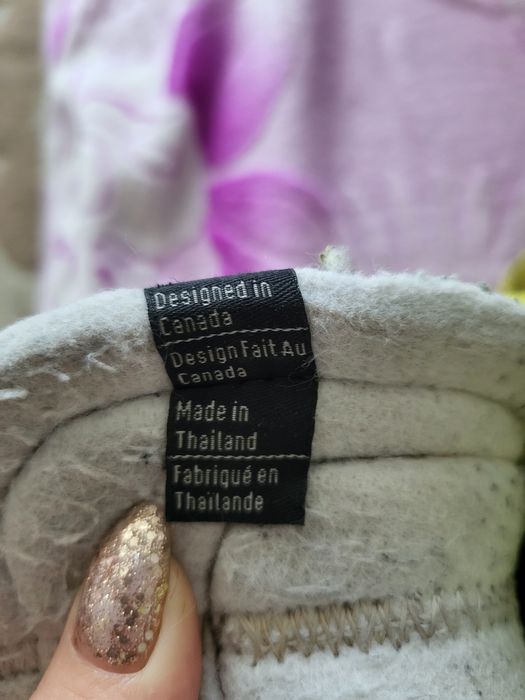 Designed in
Canada
Design Fait Au
Canada
Made in
Thailand
Fabriqué en
Thaïlande